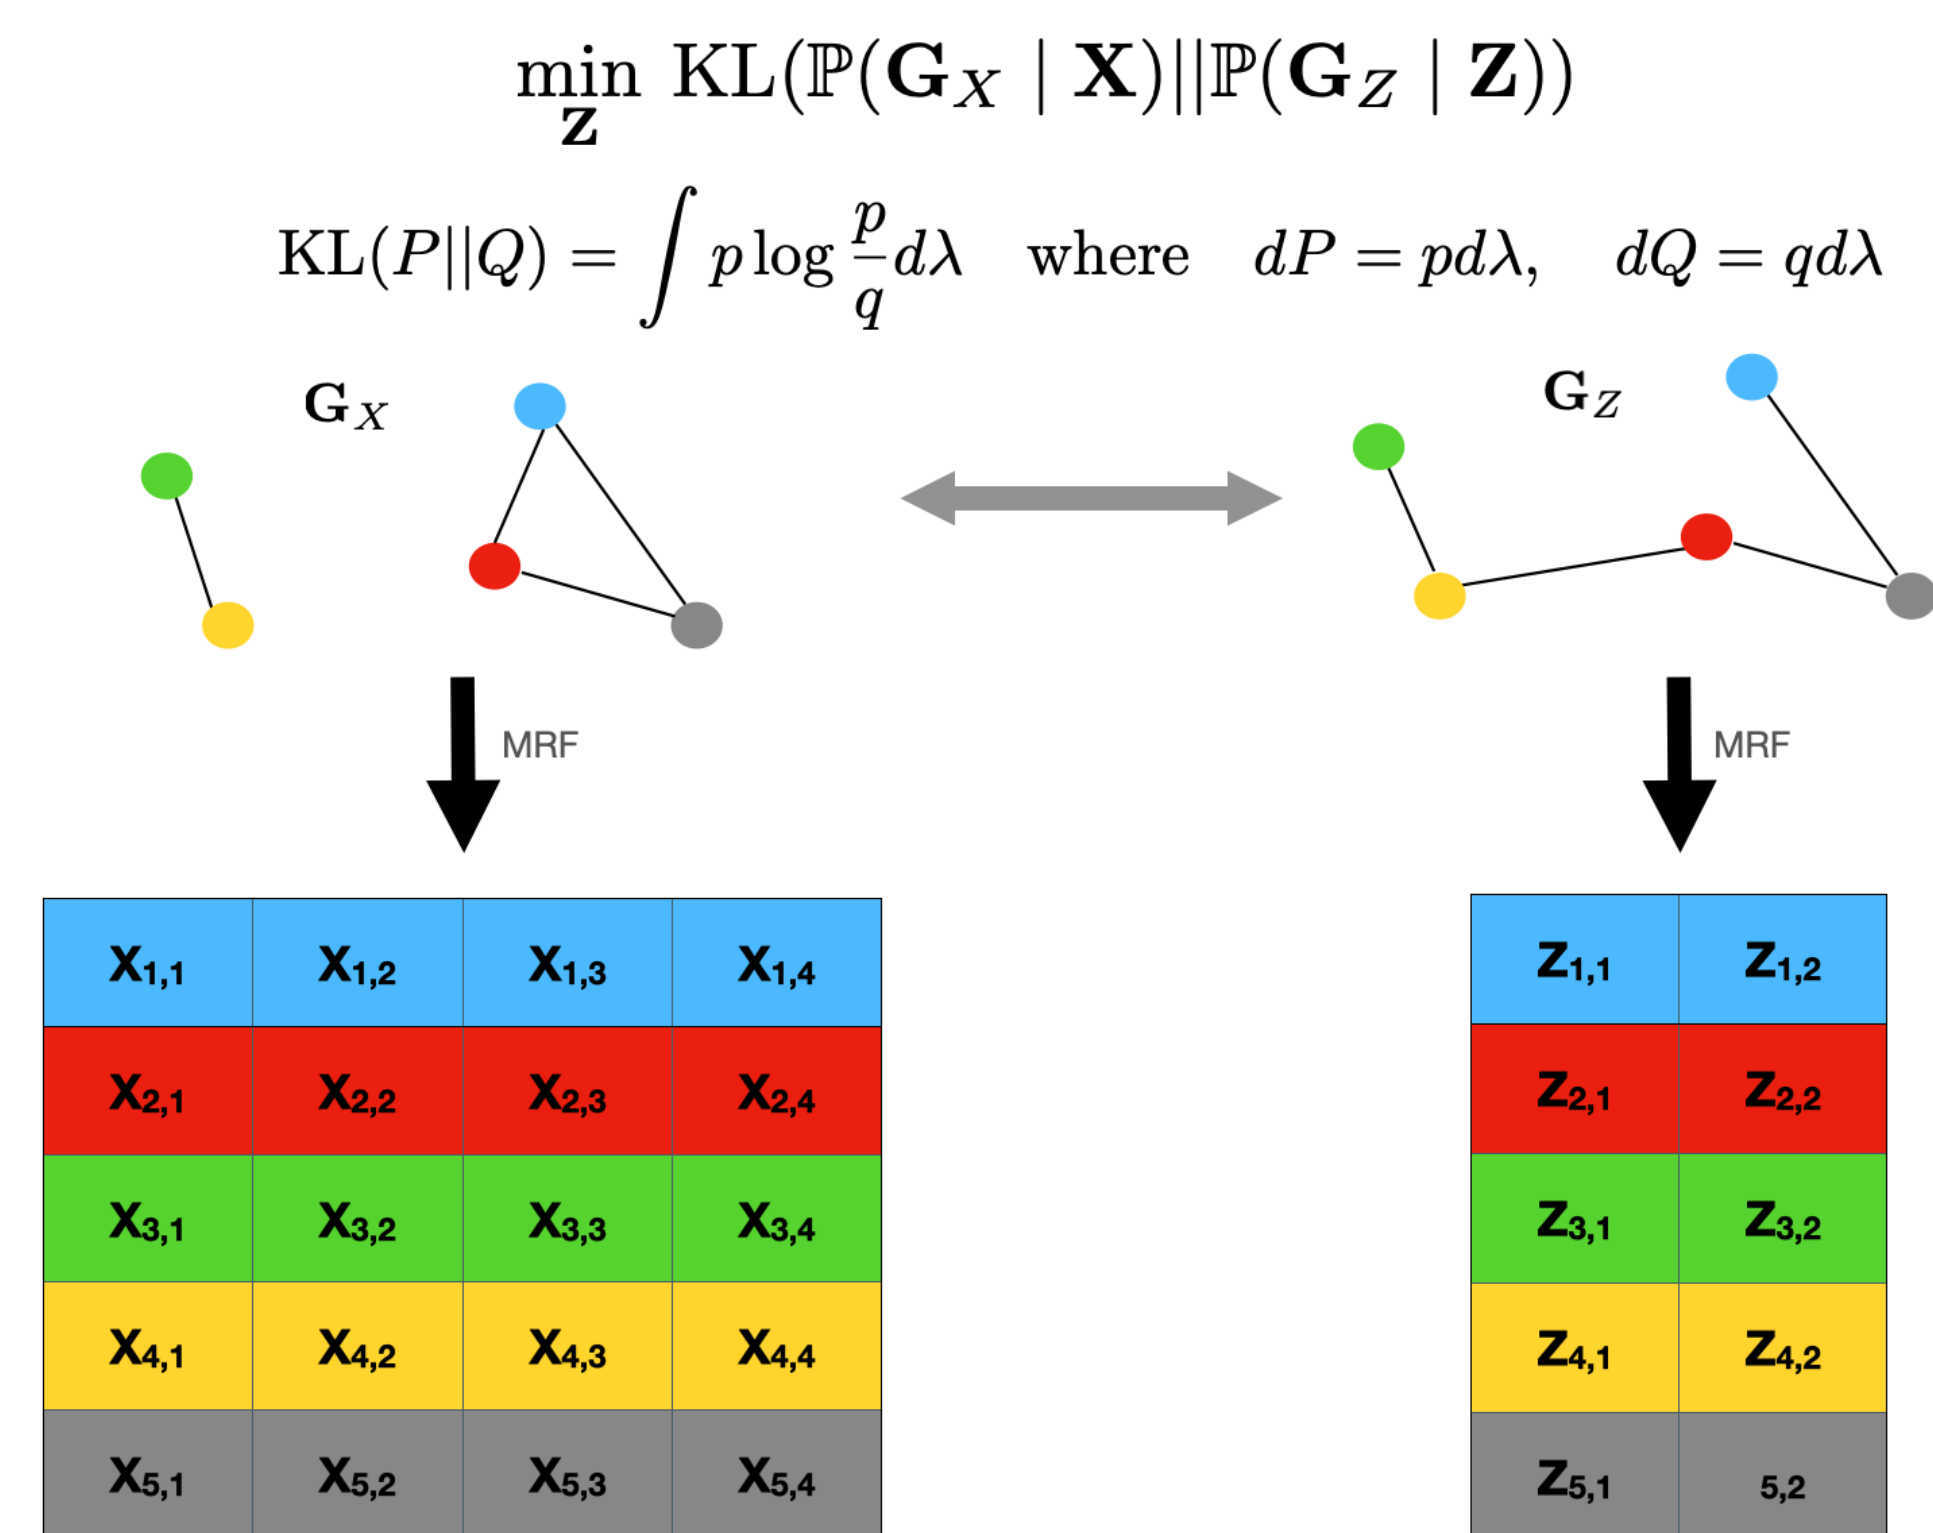 min_Z KL(ℙ(G_X | X)||ℙ(G_Z | Z))
KL(P||Q) = ∫ p log p/q dλ where dP = pdλ, dQ = qdλ
G_X G_Z
MRF MRF
X1,1 X1,2 X1,3 X1,4 Z1,1 Z1,2
X2,1 X2,2 X2,3 X2,4 Z2,1 Z2,2
X3,1 X3,2 X3,3 X3,4 Z3,1 Z3,2
X4,1 X4,2 X4,3 X4,4 Z4,1 Z4,2
X5,1 X5,2 X5,3 X5,4 Z5,1 5,2